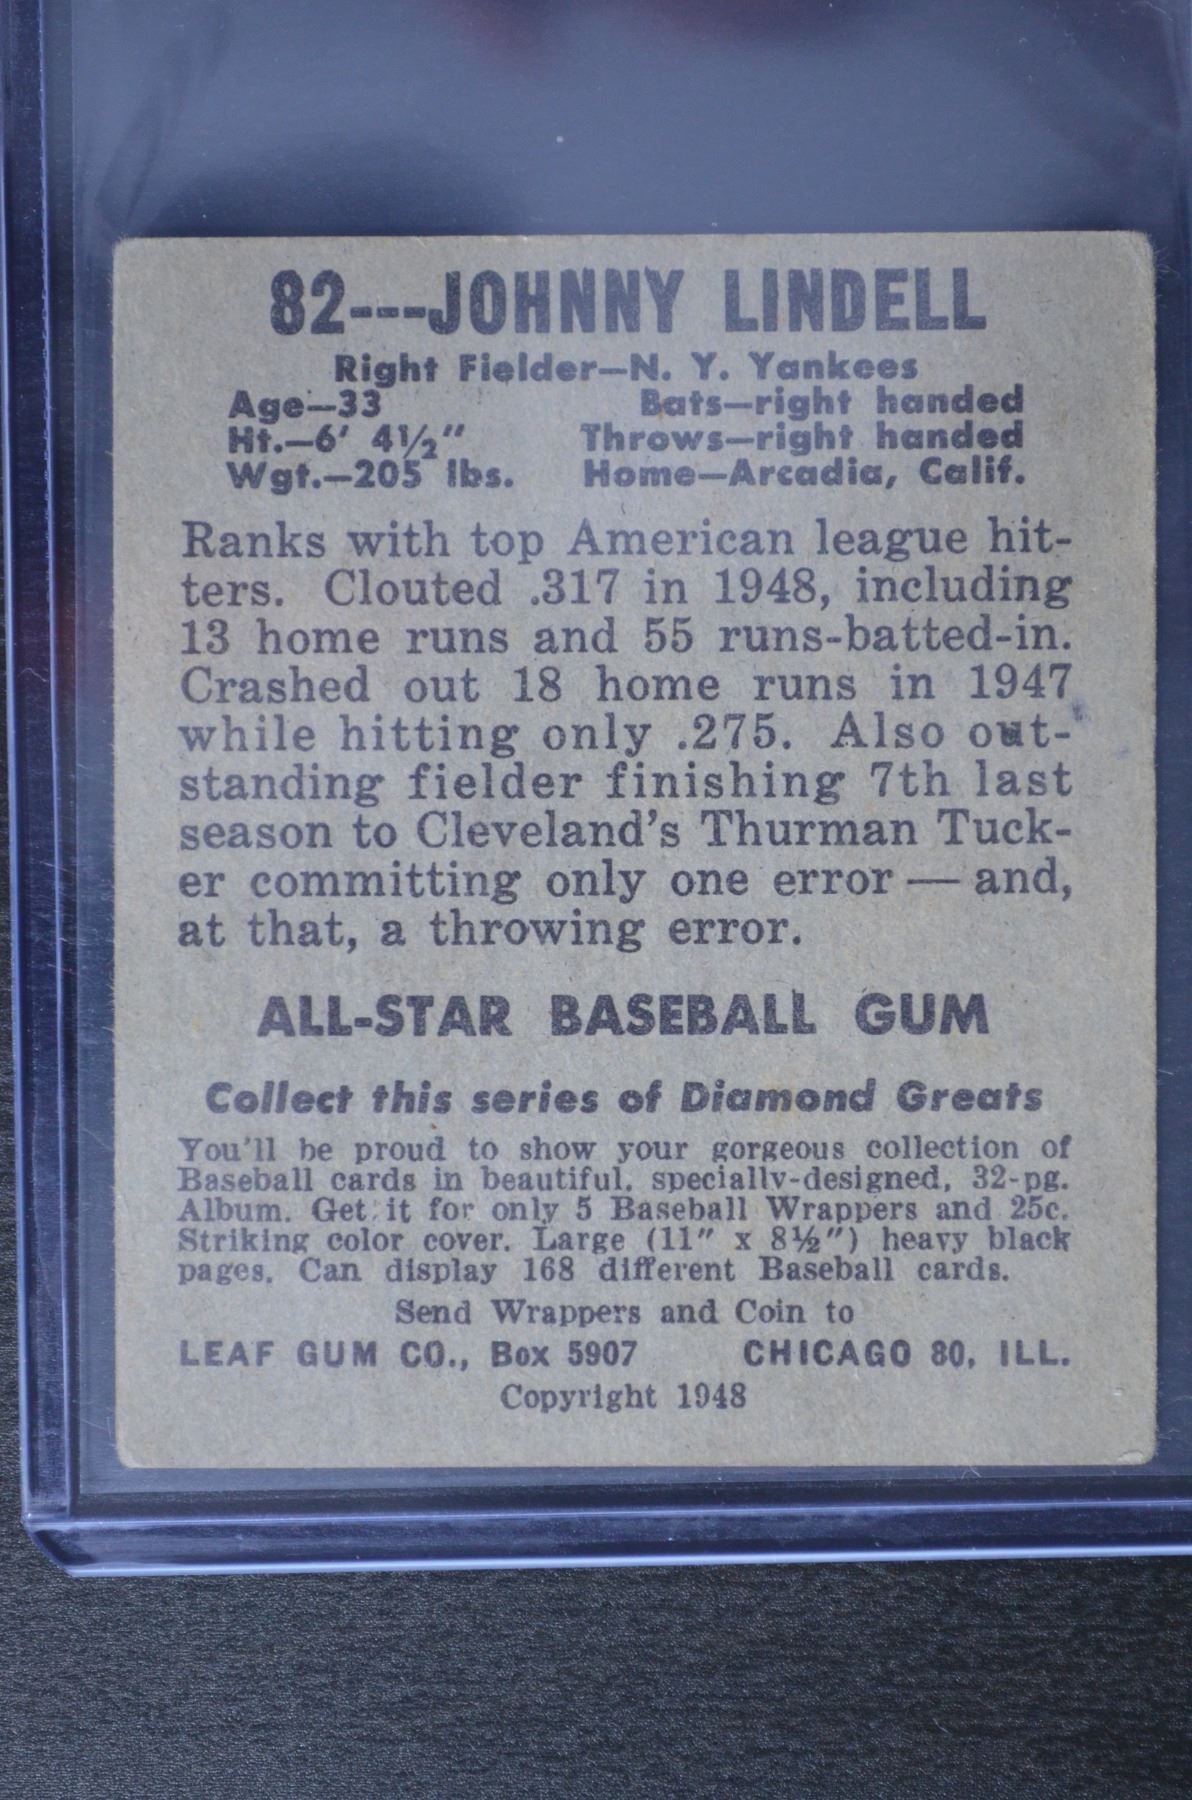 82---JOHNNY LINDELL
Right Fielder—N. Y. Yankees
Age—33 Bats—right handed
Ht.—6' 4½" Throws—right handed
Wgt.—205 lbs. Home—Arcadia, Calif.
Ranks with top American league hit-
ters. Clouted .317 in 1948, including
13 home runs and 55 runs-batted-in.
Crashed out 18 home runs in 1947
while hitting only .275. Also out-
standing fielder finishing 7th last
season to Cleveland's Thurman Tuck-
er committing only one error — and,
at that, a throwing error.
ALL-STAR BASEBALL GUM
Collect this series of Diamond Greats
You'll be proud to show your gorgeous collection of
Baseball cards in beautiful, specially-designed, 32-pg.
Album. Get it for only 5 Baseball Wrappers and 25c.
Striking color cover. Large (11" x 8½") heavy black
pages. Can display 168 different Baseball cards.
Send Wrappers and Coin to
LEAF GUM CO., Box 5907 CHICAGO 80, ILL.
Copyright 1948